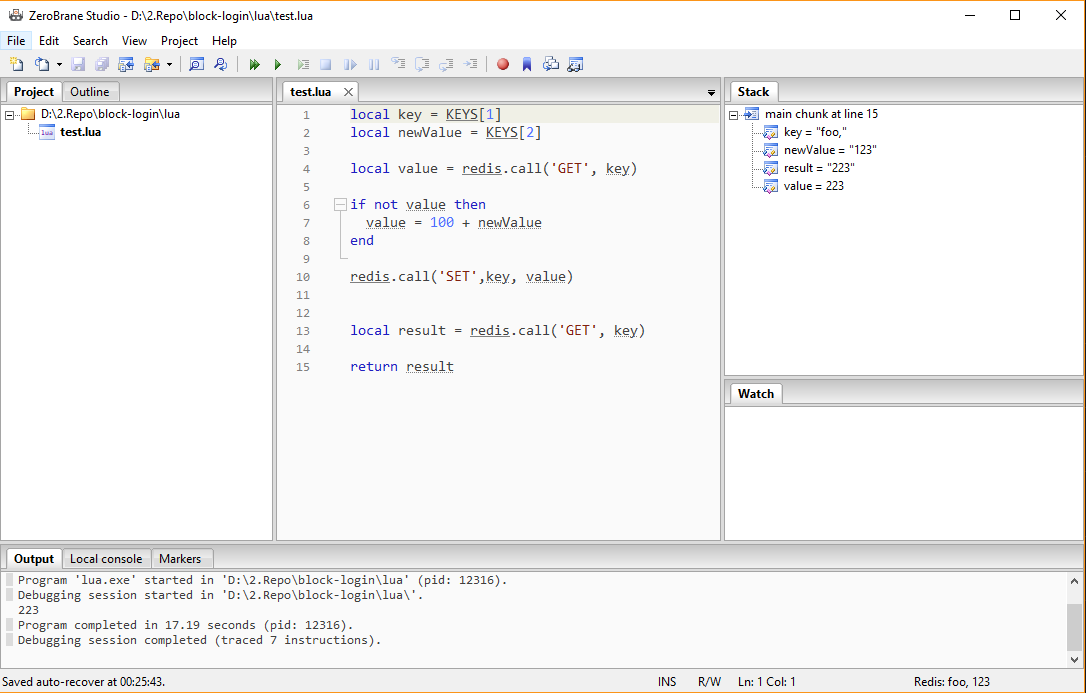 ZeroBrane Studio - D:\2.Repo\block-login\lua\test.lua
File Edit Search View Project Help
Project Outline
D:\2.Repo\block-login\lua
lua test.lua
test.lua
1 local key = KEYS[1]
2 local newValue = KEYS[2]
3
4 local value = redis.call('GET', key)
5
6 if not value then
7 value = 100 + newValue
8 end
9
10 redis.call('SET',key, value)
11
12
13 local result = redis.call('GET', key)
14
15 return result
Stack
main chunk at line 15
key = "foo,"
newValue = "123"
result = "223"
value = 223
Watch
Output Local console Markers
Program 'lua.exe' started in 'D:\2.Repo\block-login\lua' (pid: 12316).
Debugging session started in 'D:\2.Repo\block-login\lua\'.
223
Program completed in 17.19 seconds (pid: 12316).
Debugging session completed (traced 7 instructions).
Saved auto-recover at 00:25:43. INS R/W Ln: 1 Col: 1 Redis: foo, 123